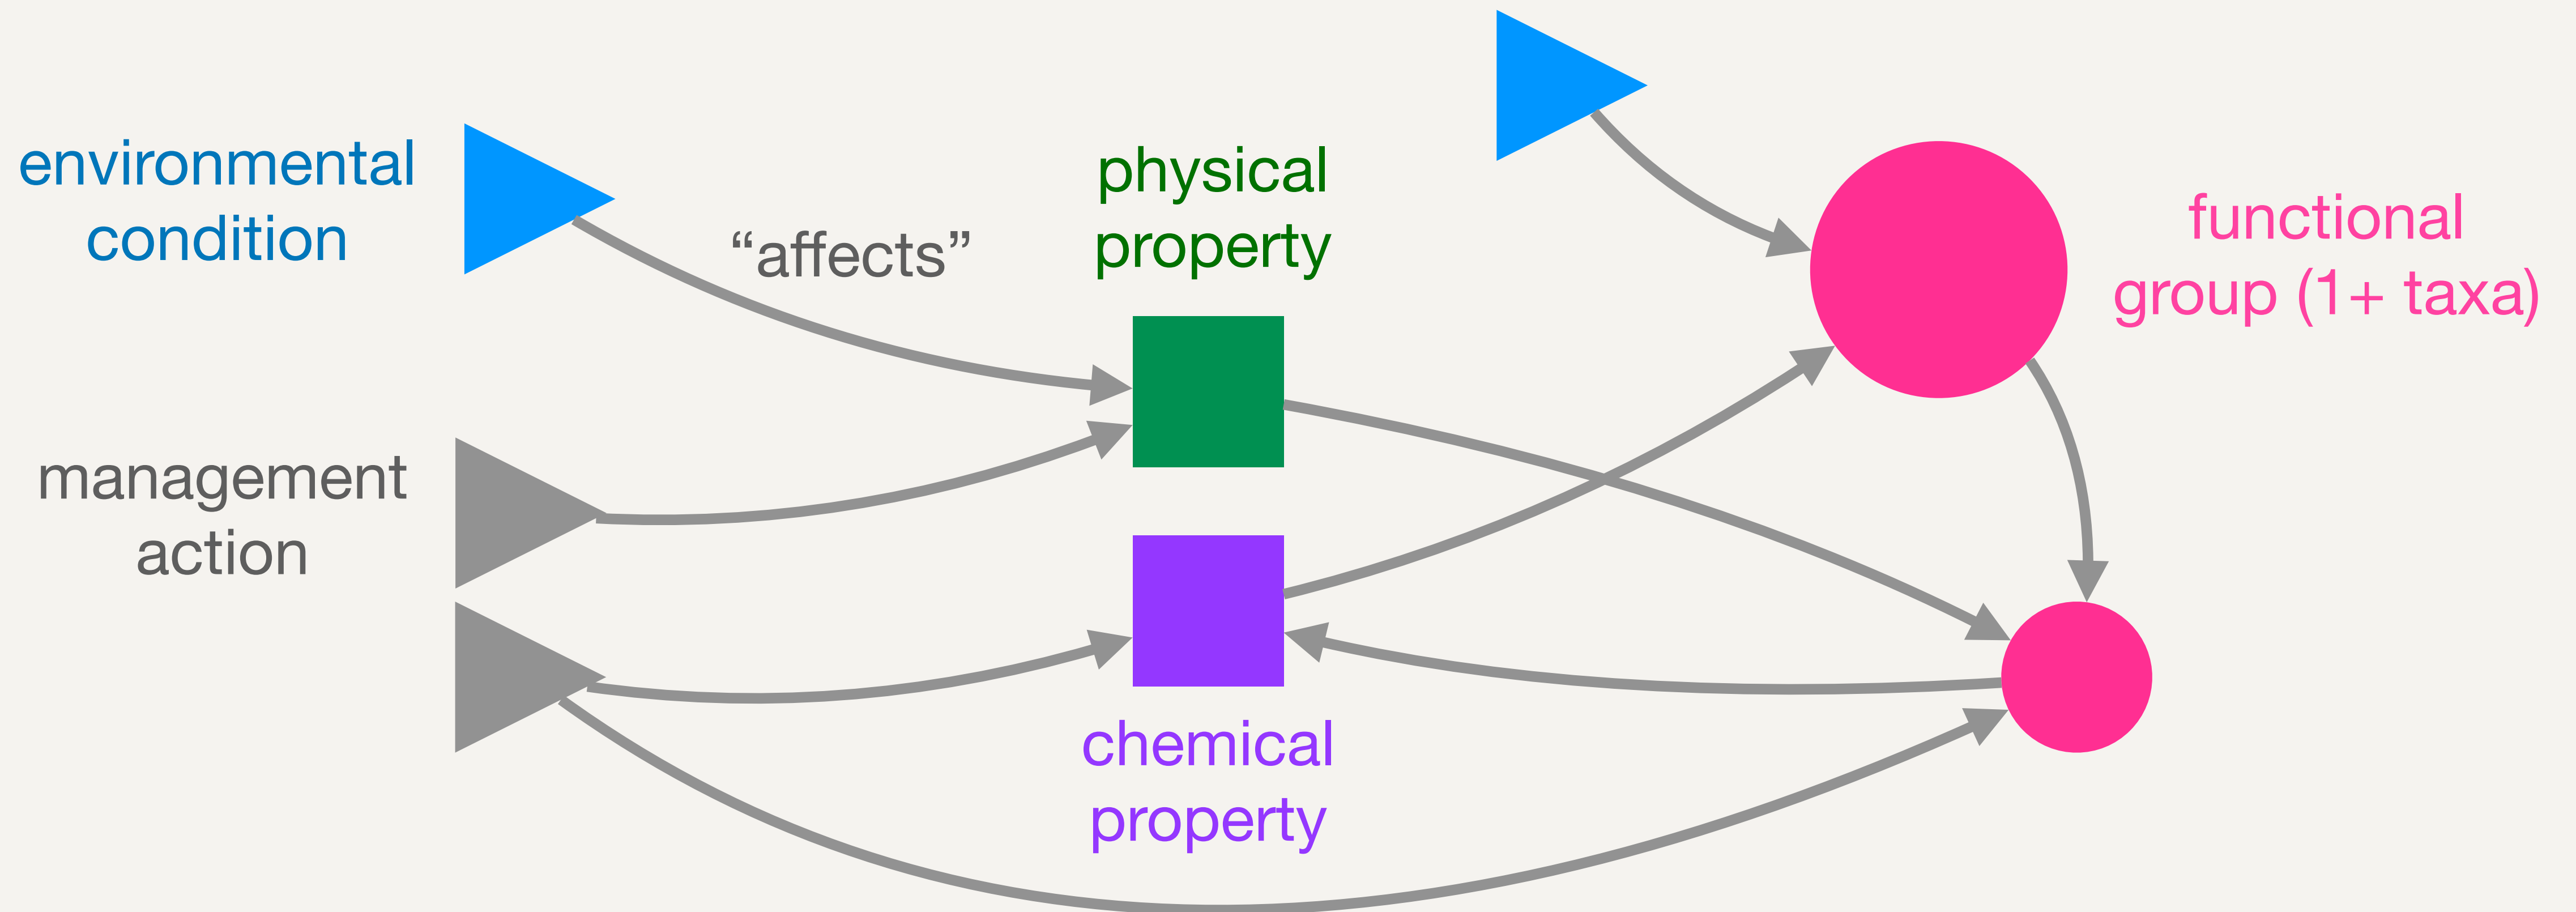 environmental
condition
“affects”
physical
property
functional
group (1+ taxa)
management
action
chemical
property